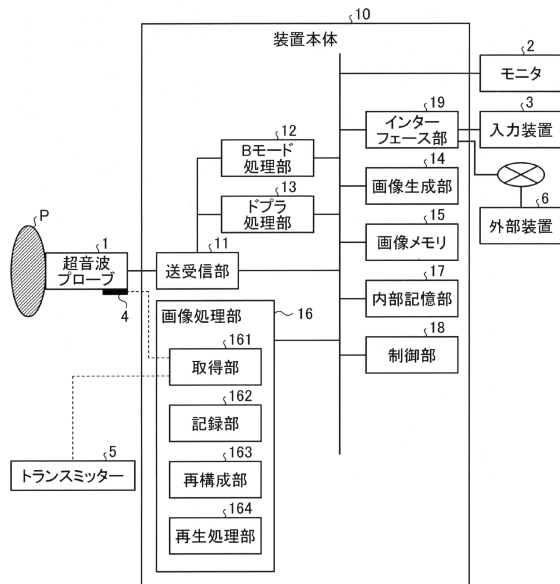 10
装置本体
2
モニタ
19
インター
フェース部
3
入力装置
12
Bモード
処理部
14
画像生成部
6
外部装置
13
ドプラ
処理部
15
画像メモリ
P
1
超音波
プローブ
4
11
送受信部
17
内部記憶部
画像処理部
16
18
制御部
161
取得部
162
記録部
5
トランスミッター
163
再構成部
164
再生処理部